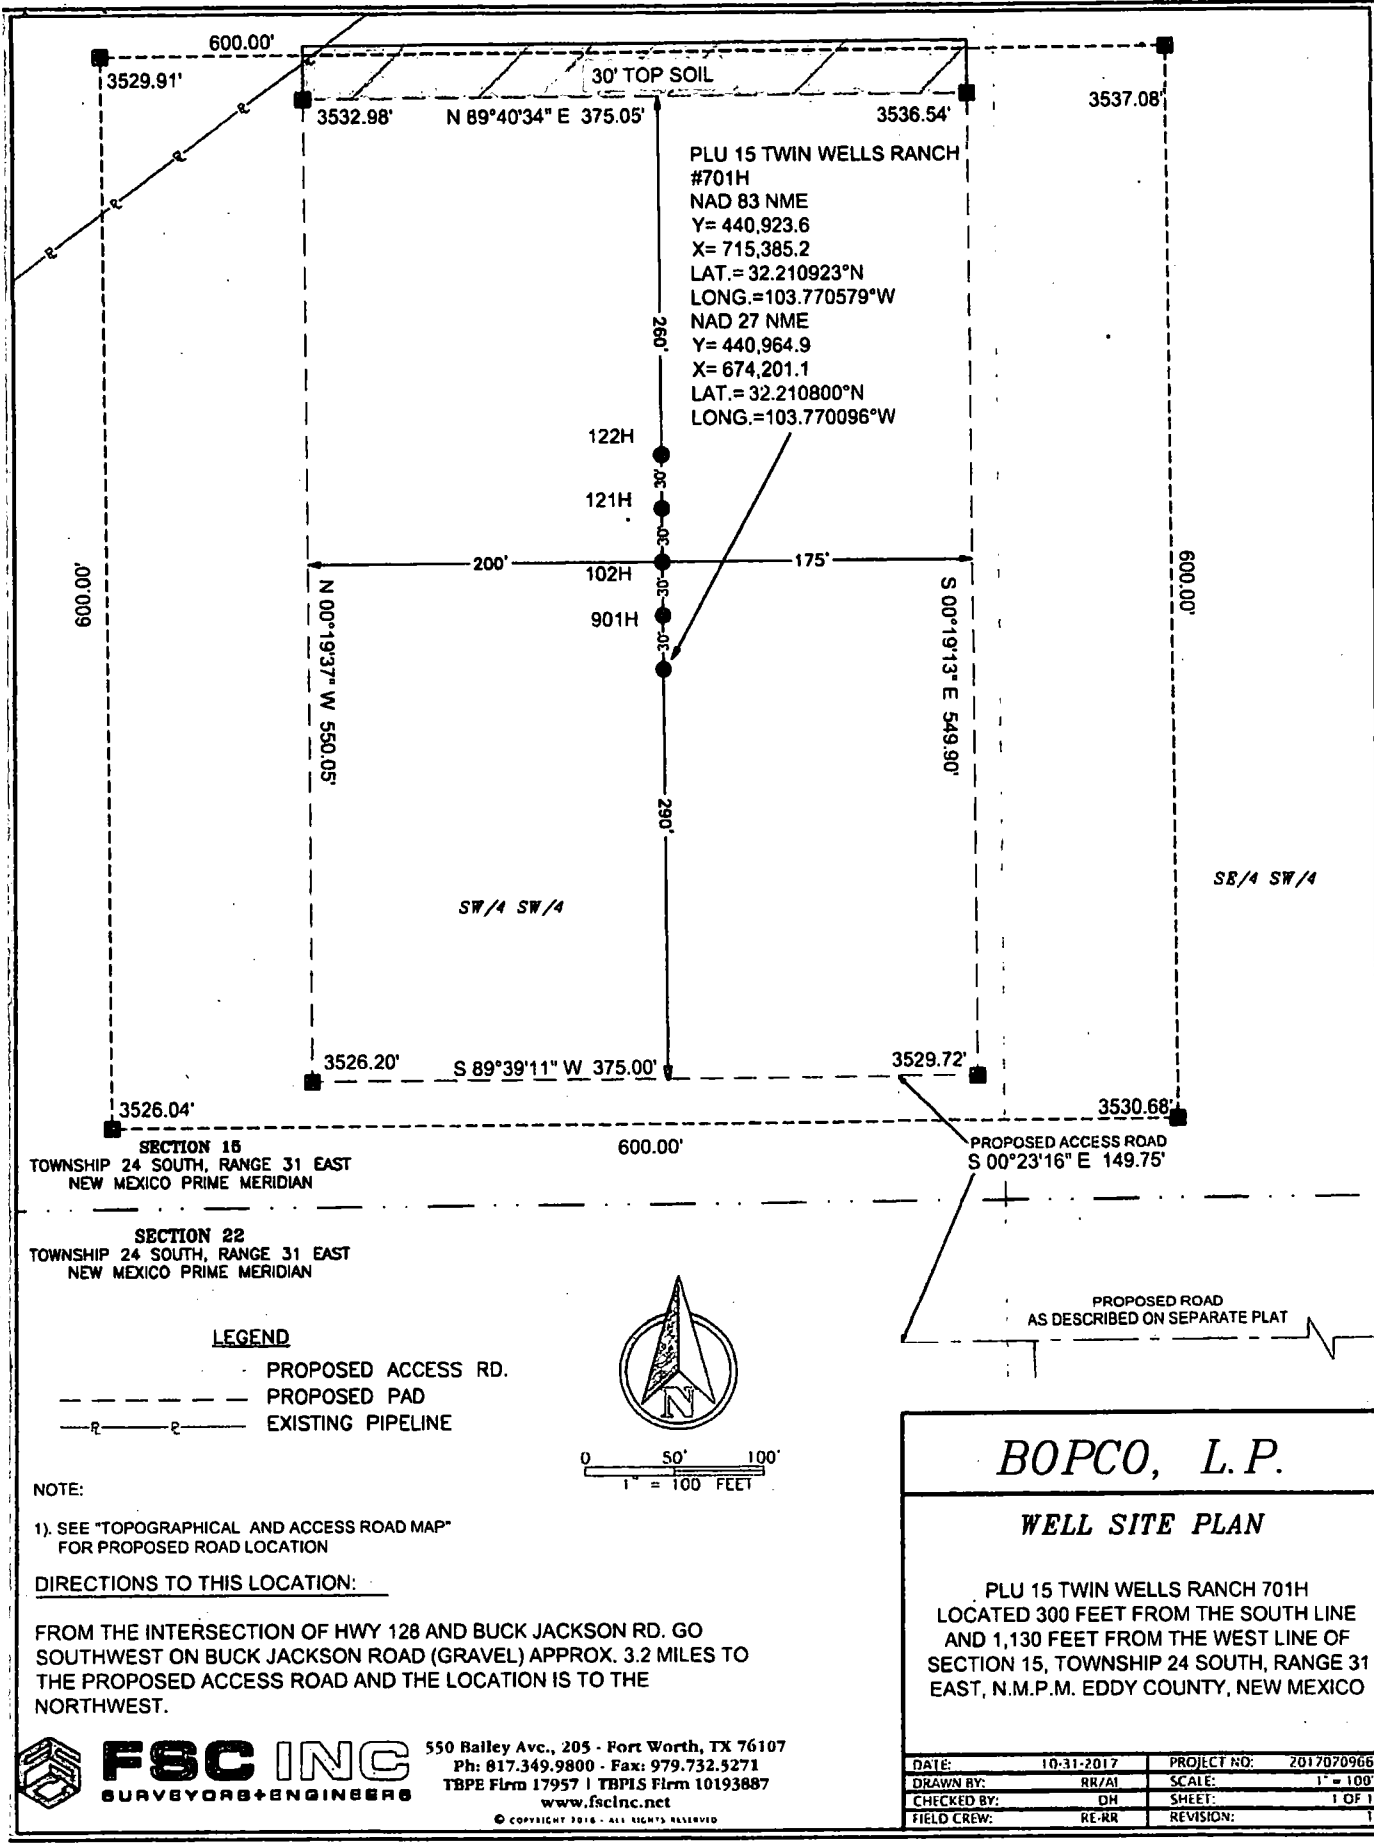 600.00'
3529.91'
30' TOP SOIL
3532.98'
N 89°40'34" E 375.05'
3536.54'
3537.08'
PLU 15 TWIN WELLS RANCH
#701H
NAD 83 NME
Y= 440,923.6
X= 715,385.2
LAT.= 32.210923°N
LONG.=103.770579°W
NAD 27 NME
Y= 440,964.9
X= 674,201.1
LAT.= 32.210800°N
LONG.=103.770096°W
260'
122H
30'
121H
30'
200'
175'
102H
30'
901H
30'
600.00'
N 00°19'37" W 550.05'
S 00°19'13" E 549.90'
600.00'
290'
SW/4 SW/4
SE/4 SW/4
3526.20'
S 89°39'11" W 375.00'
3529.72'
3526.04'
3530.68'
600.00'
PROPOSED ACCESS ROAD
S 00°23'16" E 149.75'
SECTION 15
TOWNSHIP 24 SOUTH, RANGE 31 EAST
NEW MEXICO PRIME MERIDIAN
SECTION 22
TOWNSHIP 24 SOUTH, RANGE 31 EAST
NEW MEXICO PRIME MERIDIAN
PROPOSED ROAD
AS DESCRIBED ON SEPARATE PLAT
LEGEND
PROPOSED ACCESS RD.
PROPOSED PAD
PL PL EXISTING PIPELINE
N
0 50' 100'
1" = 100 FEET
NOTE:
1). SEE "TOPOGRAPHICAL AND ACCESS ROAD MAP"
FOR PROPOSED ROAD LOCATION
DIRECTIONS TO THIS LOCATION:
FROM THE INTERSECTION OF HWY 128 AND BUCK JACKSON RD. GO
SOUTHWEST ON BUCK JACKSON ROAD (GRAVEL) APPROX. 3.2 MILES TO
THE PROPOSED ACCESS ROAD AND THE LOCATION IS TO THE
NORTHWEST.
FSC INC
SURVEYORS+ENGINEERS
550 Bailey Ave., 205 - Fort Worth, TX 76107
Ph: 817.349.9800 - Fax: 979.732.5271
TBPE Firm 17957 | TBPLS Firm 10193887
www.fscinc.net
© COPYRIGHT 2016 - ALL RIGHTS RESERVED
BOPCO, L.P.
WELL SITE PLAN
PLU 15 TWIN WELLS RANCH 701H
LOCATED 300 FEET FROM THE SOUTH LINE
AND 1,130 FEET FROM THE WEST LINE OF
SECTION 15, TOWNSHIP 24 SOUTH, RANGE 31
EAST, N.M.P.M. EDDY COUNTY, NEW MEXICO
DATE: 10-31-2017 PROJECT NO: 2017070966
DRAWN BY: RR/AI SCALE: 1" = 100'
CHECKED BY: DH SHEET: 1 OF 1
FIELD CREW: RE-RR REVISION: 1